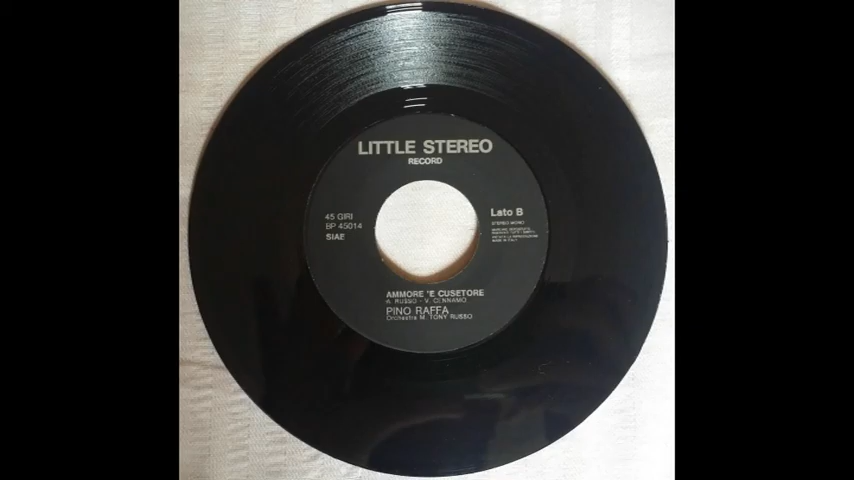 LITTLE STEREO
RECORD
45 GIRI
BP 45014
SIAE
Lato B
STEREO MONO
MADE IN ITALY
AMMORE 'E CUSETORE
A. RUSSO - V. CENNAMO
PINO RAFFA
Orchestra M. TONY RUSSO